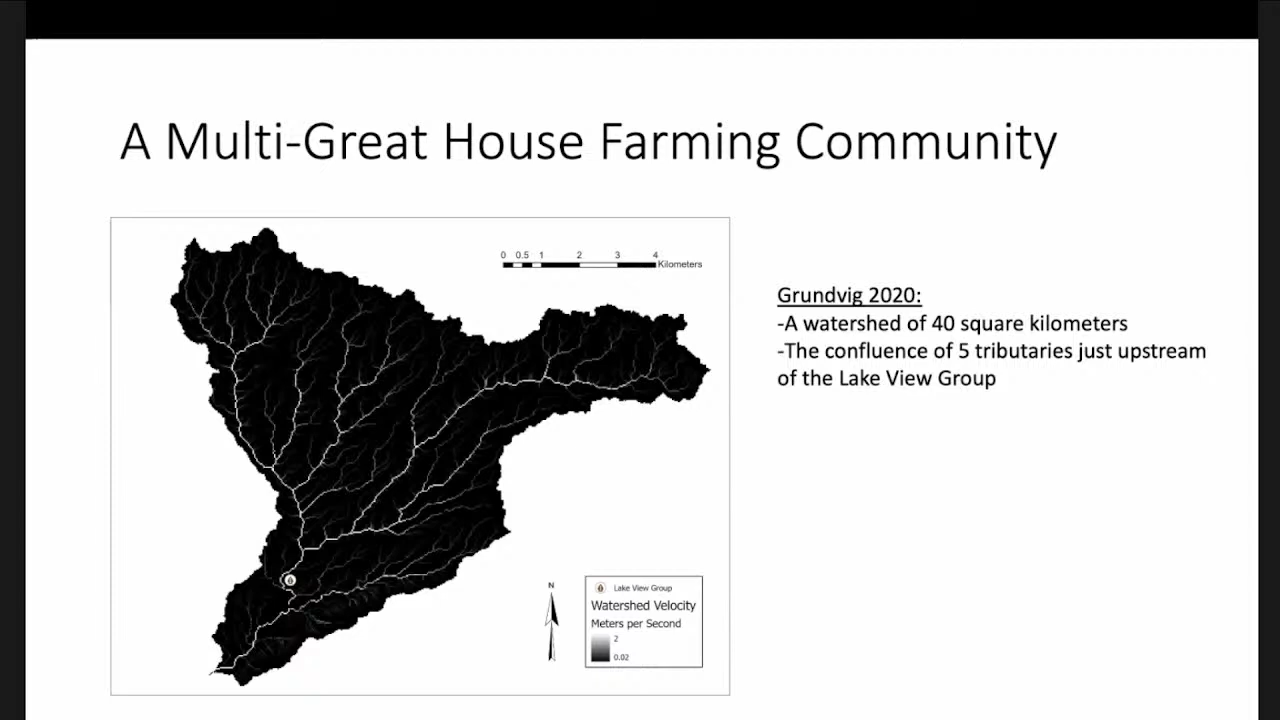 A Multi-Great House Farming Community
0 0.5 1 2 3 4
Kilometers
Grundvig 2020:
-A watershed of 40 square kilometers
-The confluence of 5 tributaries just upstream
of the Lake View Group
N
Lake View Group
Watershed Velocity
Meters per Second
2
0.02